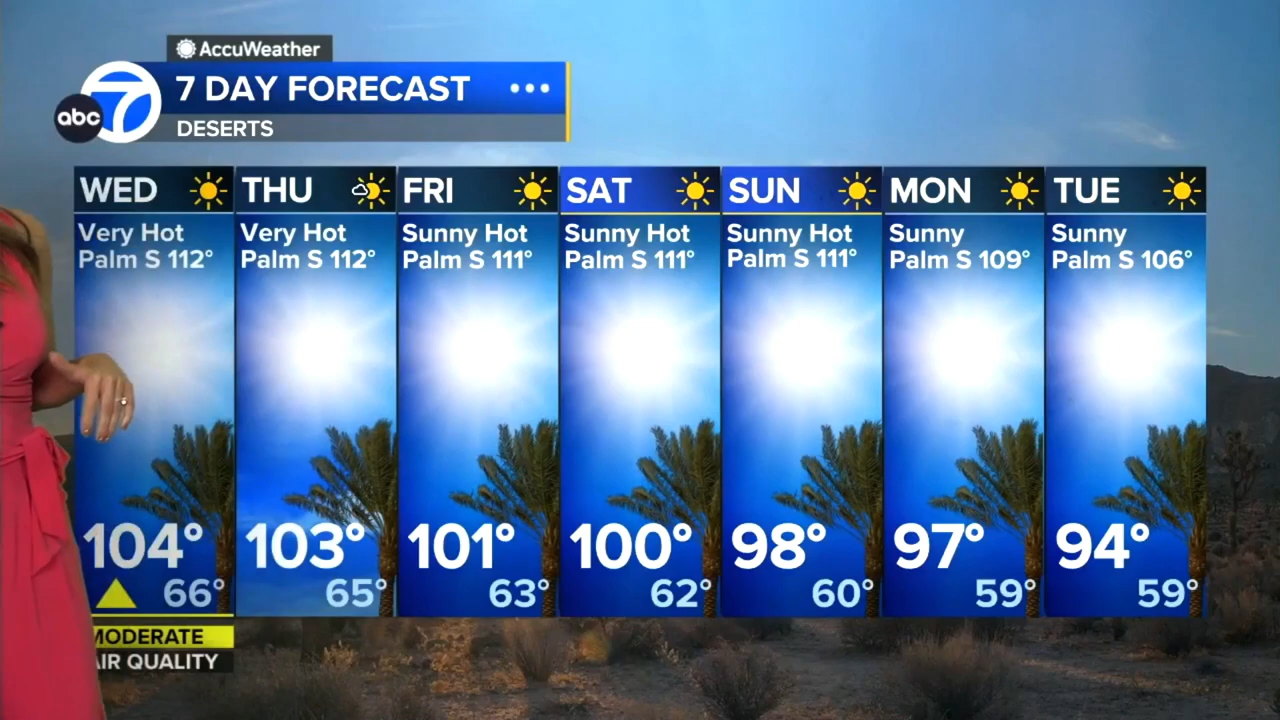 AccuWeather
abc 7
7 DAY FORECAST
DESERTS
WED THU FRI SAT SUN MON TUE
Very Hot Very Hot Sunny Hot Sunny Hot Sunny Hot Sunny Sunny
Palm S 112° Palm S 112° Palm S 111° Palm S 111° Palm S 111° Palm S 109° Palm S 106°
104° 103° 101° 100° 98° 97° 94°
66° 65° 63° 62° 60° 59° 59°
MODERATE
AIR QUALITY